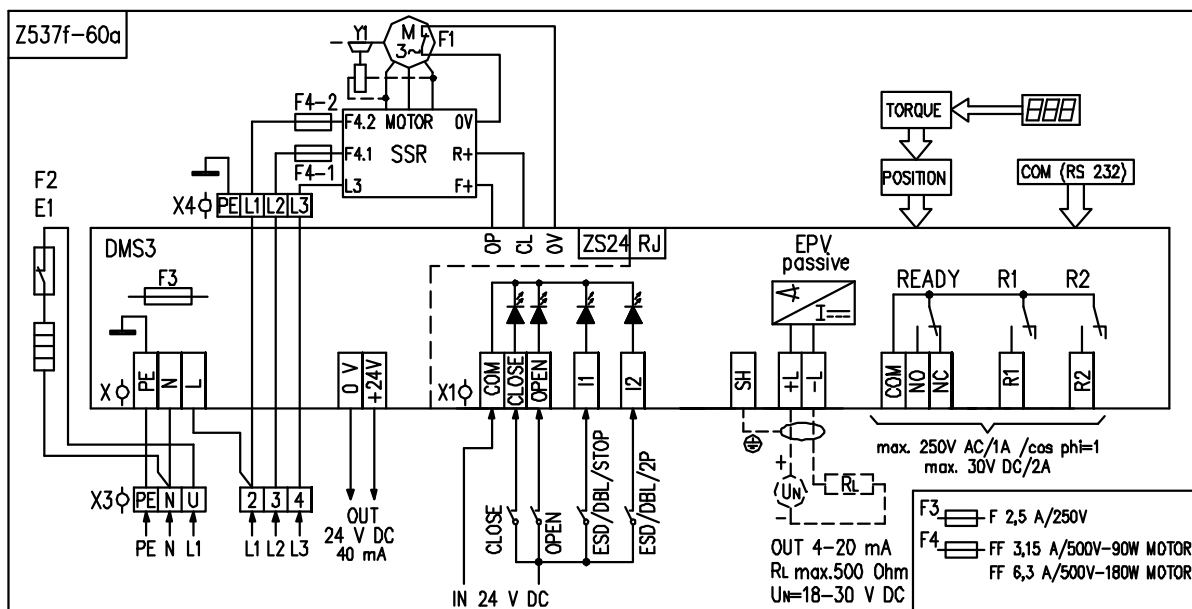 Z537f-60a
Y1
M
3~
F1
F4-2
F4.2 MOTOR 0V
F4.1 SSR R+
F4-1
L3 F+
TORQUE
POSITION
COM (RS 232)
F2
E1
X4 PE L1 L2 L3
DMS3
OP CL 0V
ZS24 RJ
EPV
passive
F3
READY R1 R2
I
X PE N L
0 V +24V
X1 COM CLOSE OPEN I1 I2
SH +L -L
COM NO NC R1 R2
max. 250V AC/1A /cos phi=1
max. 30V DC/2A
X3 PE N U 2 3 4
PE N L1 L1 L2 L3
OUT
24 V DC
40 mA
CLOSE OPEN ESD/DBL/STOP ESD/DBL/2P
IN 24 V DC
+
UN
-
RL
OUT 4-20 mA
RL max.500 Ohm
UN=18-30 V DC
F3 F 2,5 A/250V
F4 FF 3,15 A/500V-90W MOTOR
FF 6,3 A/500V-180W MOTOR